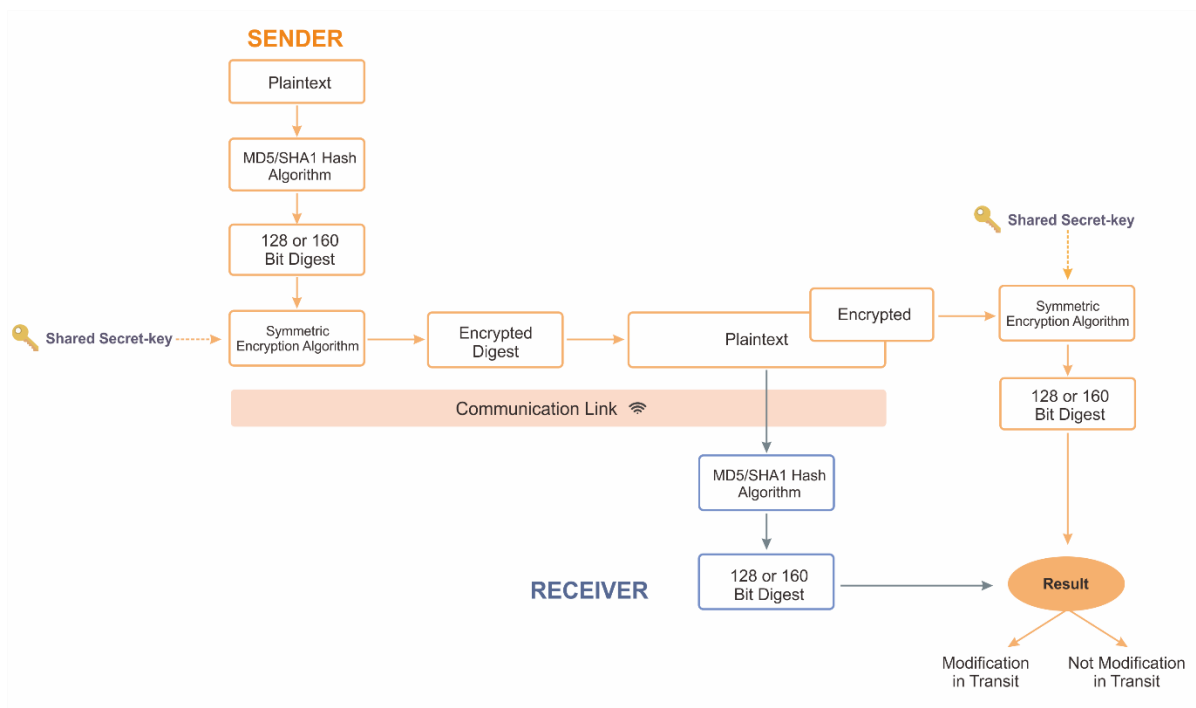 SENDER
Plaintext
MD5/SHA1 Hash
Algorithm
128 or 160
Bit Digest
Shared Secret-key
Symmetric
Encryption Algorithm
Encrypted
Digest
Plaintext
Encrypted
Shared Secret-key
Symmetric
Encryption Algorithm
128 or 160
Bit Digest
Communication Link
MD5/SHA1 Hash
Algorithm
RECEIVER
128 or 160
Bit Digest
Result
Modification
in Transit
Not Modification
in Transit